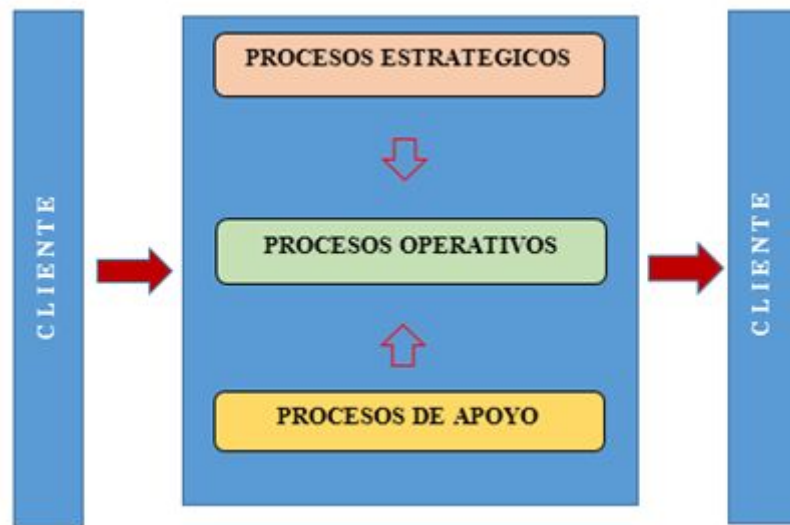 CLIENTE
PROCESOS ESTRATEGICOS
PROCESOS OPERATIVOS
PROCESOS DE APOYO
CLIENTE